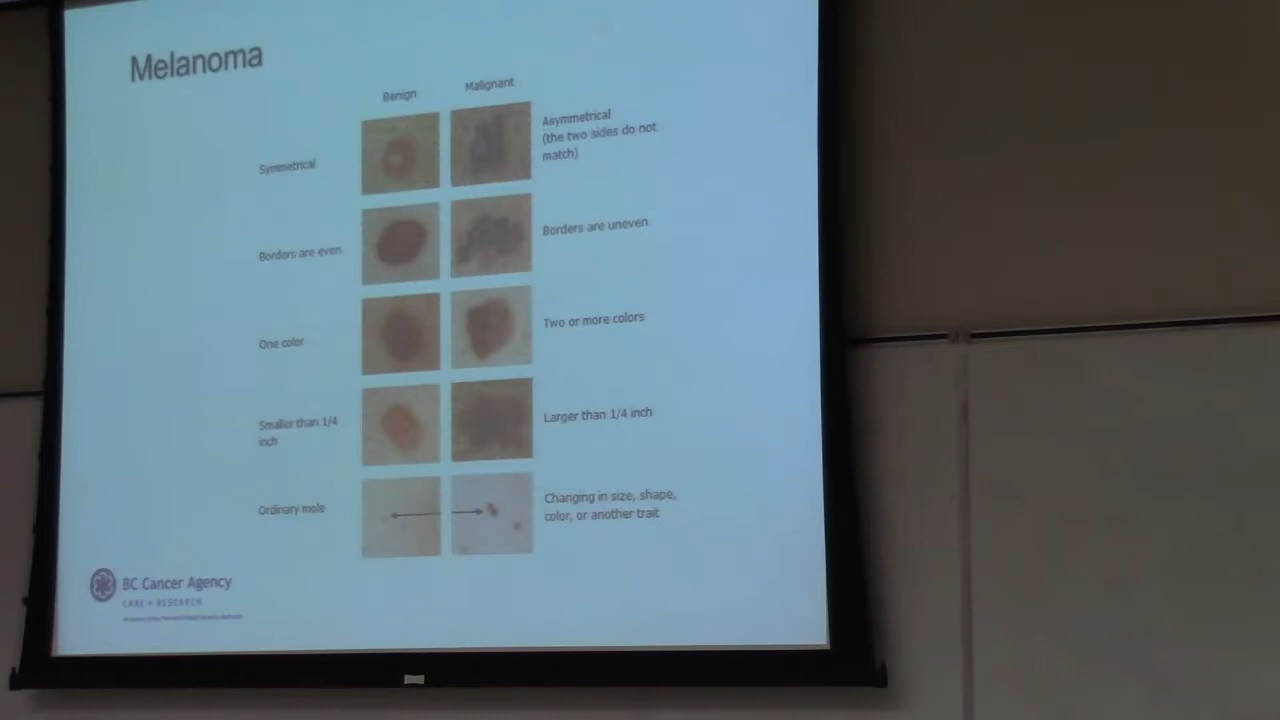 Melanoma
Benign
Malignant
Symmetrical
Asymmetrical
(the two sides do not
match)
Borders are even
Borders are uneven
One color
Two or more colors
Smaller than 1/4
inch
Larger than 1/4 inch
Ordinary mole
Changing in size, shape,
color, or another trait
BC Cancer Agency
CARE + RESEARCH